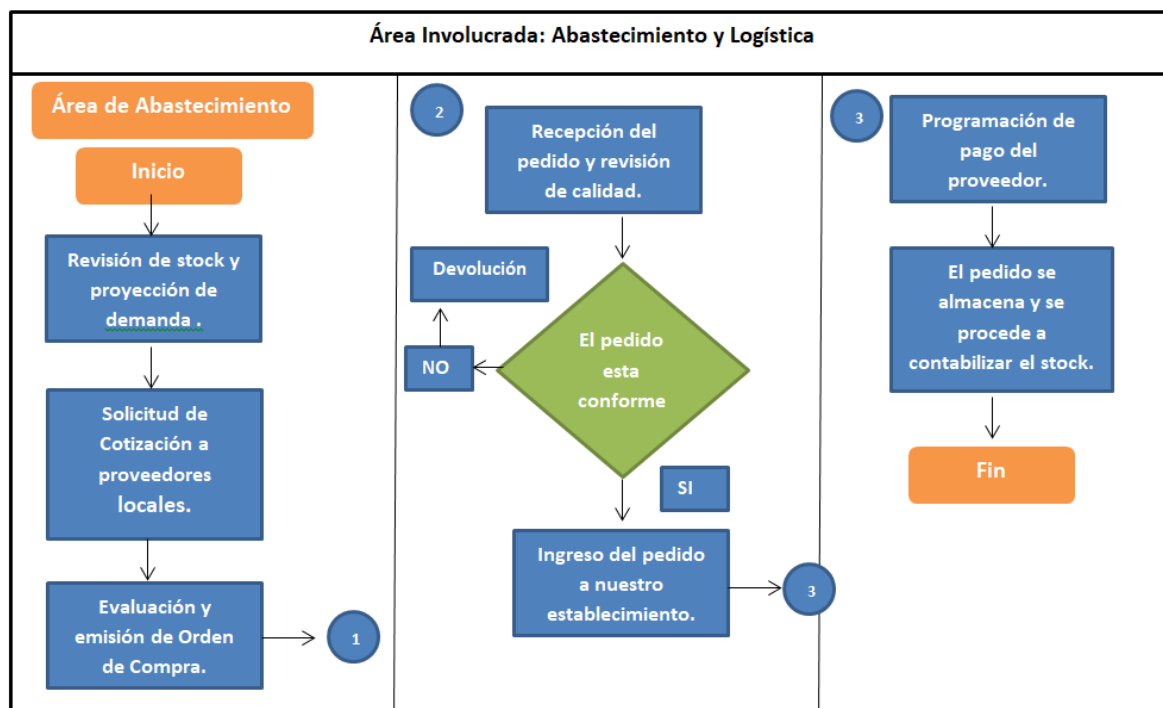 Área Involucrada: Abastecimiento y Logística
Área de Abastecimiento
Inicio
Revisión de stock y
proyección de
demanda .
Solicitud de
Cotización a
proveedores
locales.
Evaluación y
emisión de Orden
de Compra.
1
2
Recepción del
pedido y revisión
de calidad.
Devolución
NO
El pedido
esta
conforme
SI
Ingreso del pedido
a nuestro
establecimiento.
3
3
Programación de
pago del
proveedor.
El pedido se
almacena y se
procede a
contabilizar el stock.
Fin